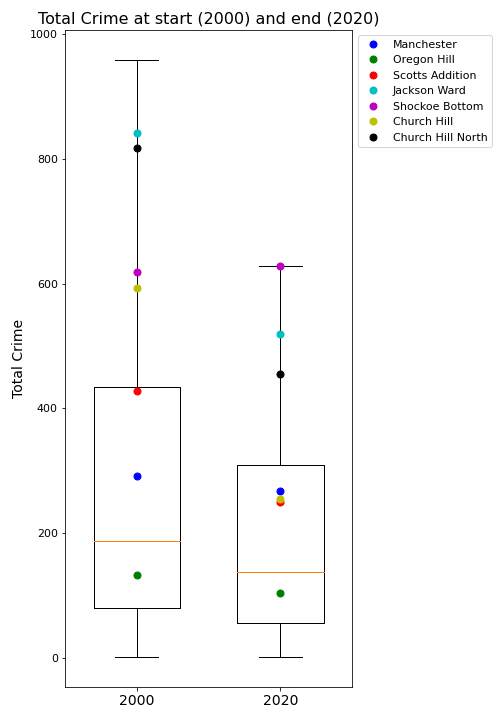 Total Crime at start (2000) and end (2020)
1000
800
600
400
200
0
Total Crime
2000
2020
Manchester
Oregon Hill
Scotts Addition
Jackson Ward
Shockoe Bottom
Church Hill
Church Hill North